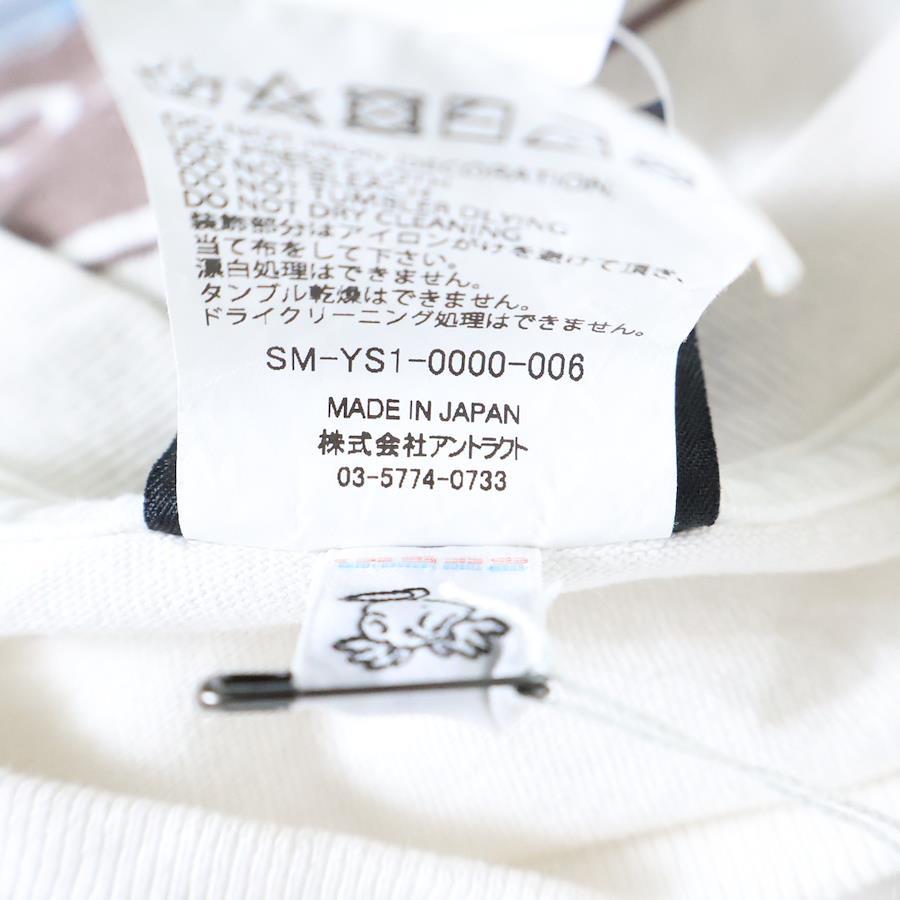 DO NOT IRON DECORATION.
DO NOT BLEACH
DO NOT TUMBLER DLYING
DO NOT DRY CLEANING
装飾部分はアイロンがけを避けて頂き、
当て布をして下さい。
漂白処理はできません。
タンブル乾燥はできません。
ドライクリーニング処理はできません。
SM-YS1-0000-006
MADE IN JAPAN
株式会社アントラクト
03-5774-0733